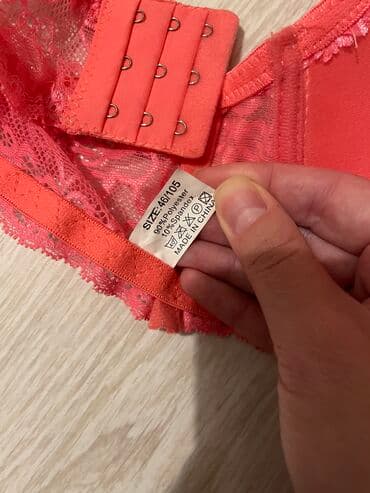 SIZE:46/105
90%Polyester
10%Spandex
MADE IN CHINA